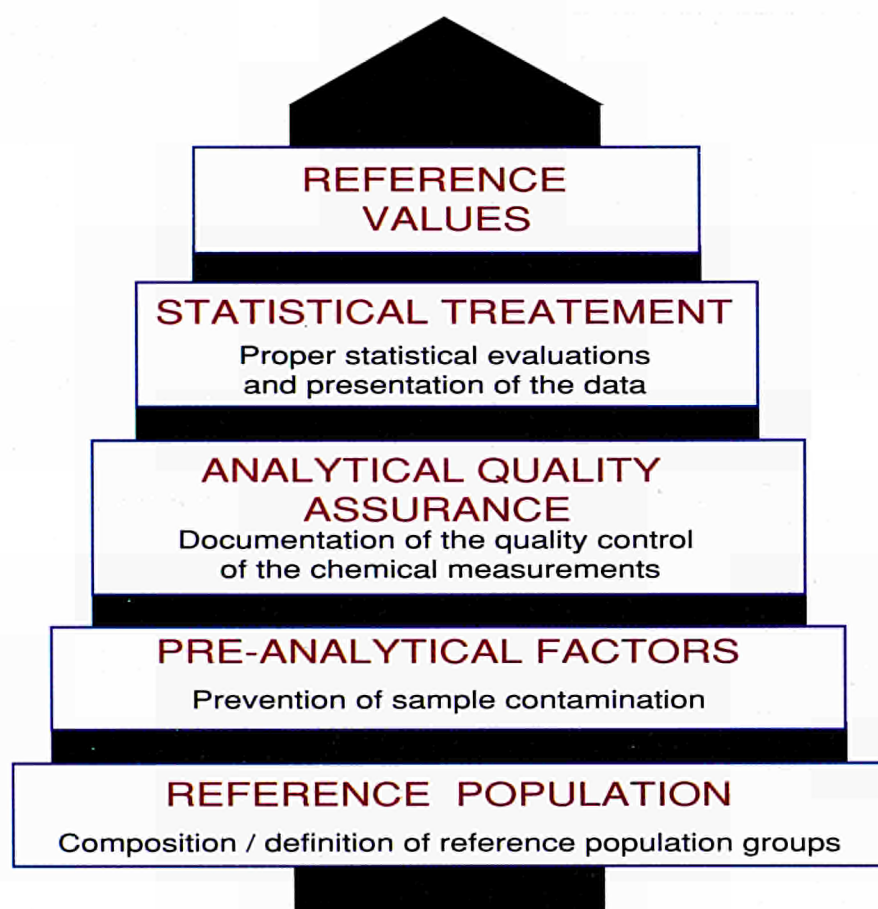 REFERENCE
VALUES
STATISTICAL TREATEMENT
Proper statistical evaluations
and presentation of the data
ANALYTICAL QUALITY
ASSURANCE
Documentation of the quality control
of the chemical measurements
PRE-ANALYTICAL FACTORS
Prevention of sample contamination
REFERENCE POPULATION
Composition / definition of reference population groups